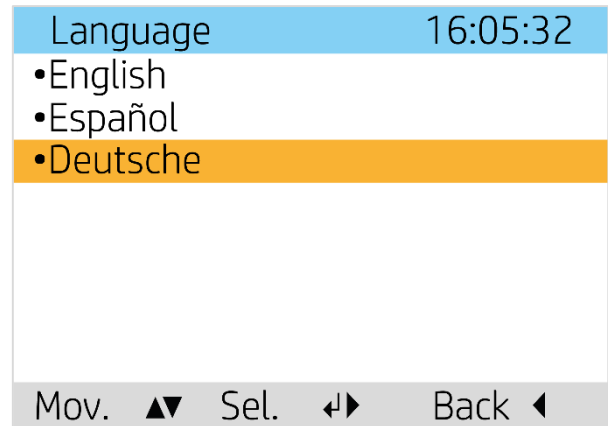 Language 16:05:32
•English
•Español
•Deutsche
Mov. ▲▼ Sel. ↲▶ Back ◀